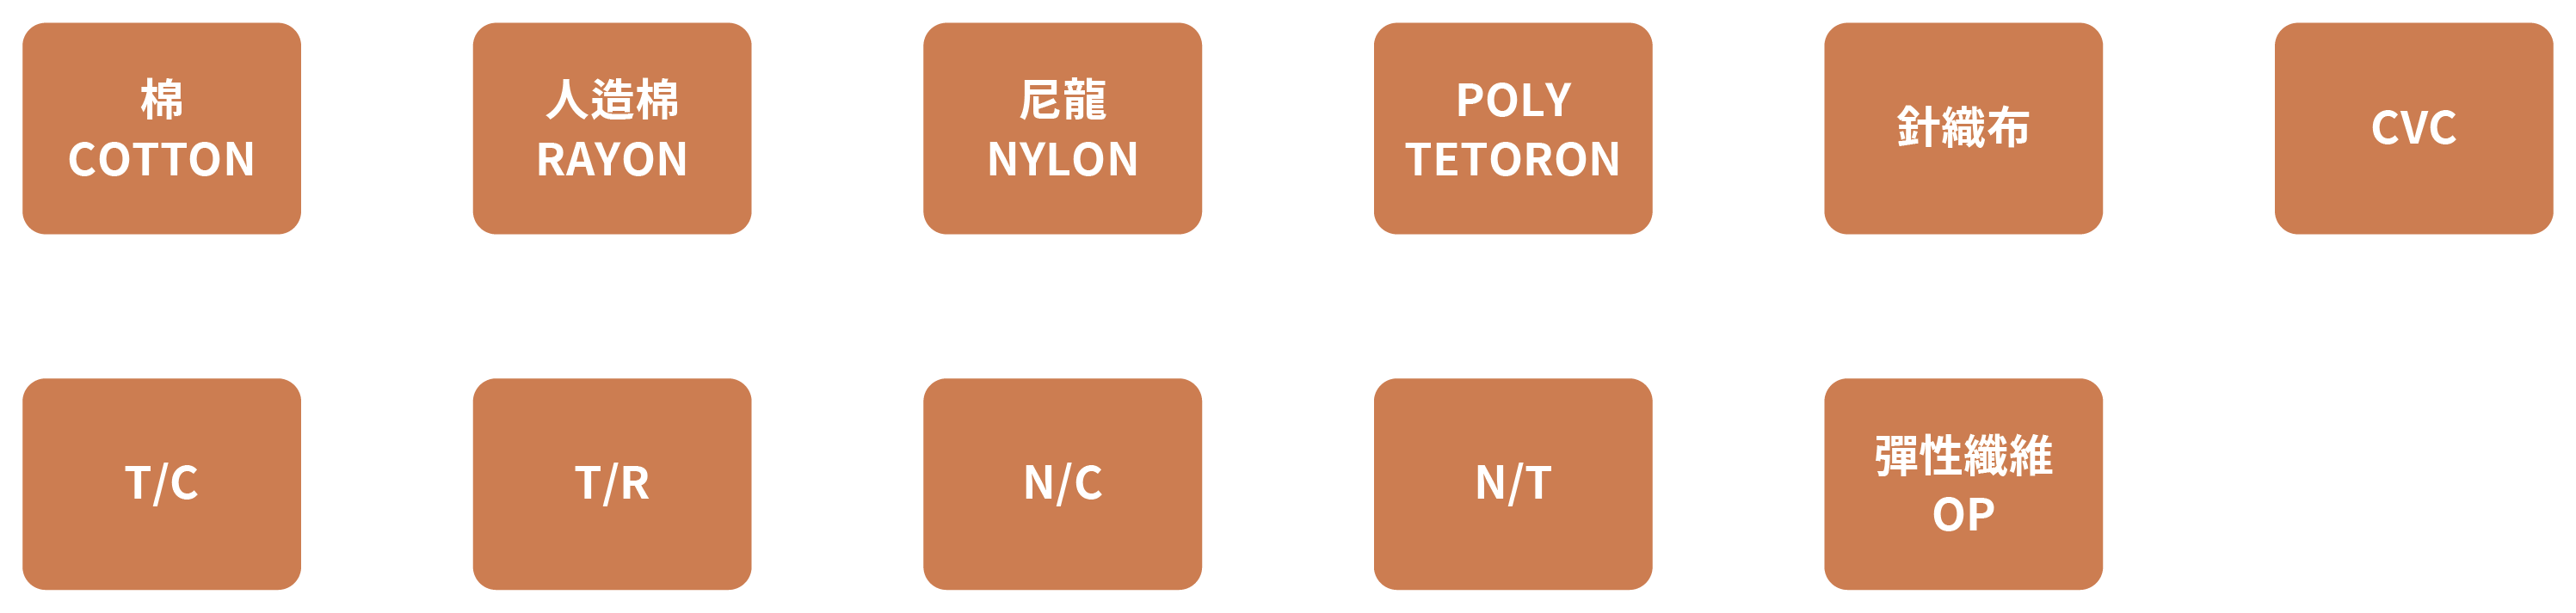 棉
COTTON
人造棉
RAYON
尼龍
NYLON
POLY
TETORON
針織布
CVC
T/C
T/R
N/C
N/T
彈性纖維
OP